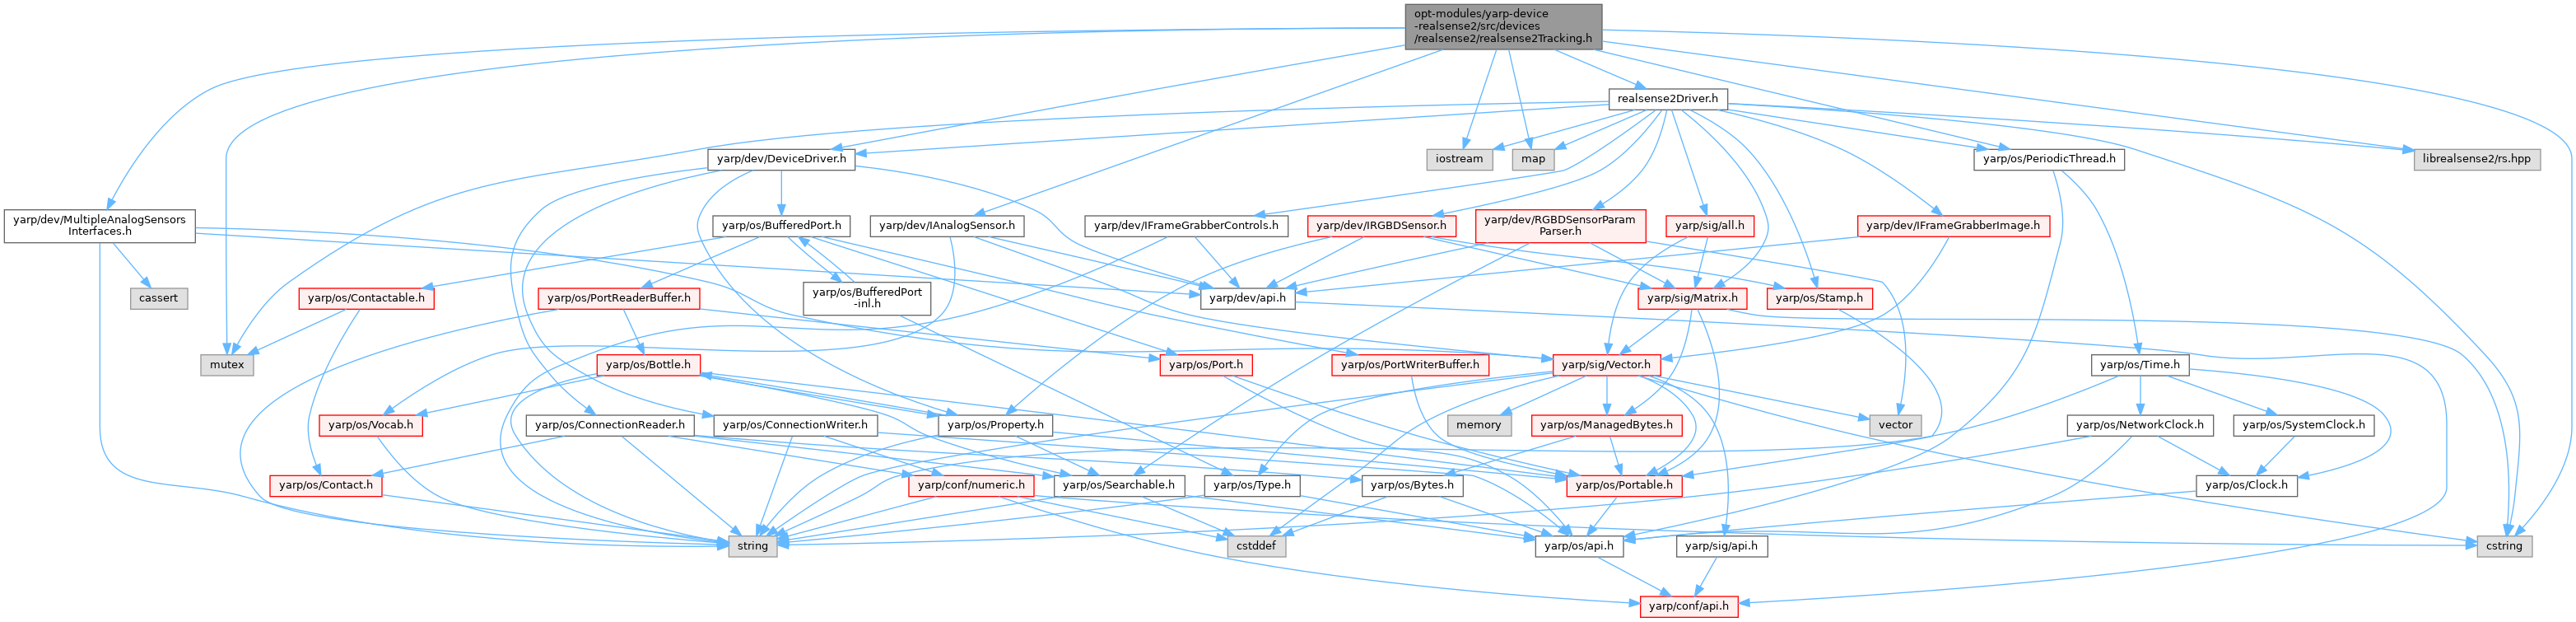 opt-modules/yarp-device
-realsense2/src/devices
/realsense2/realsense2Tracking.h
realsense2Driver.h
yarp/dev/DeviceDriver.h
iostream
map
yarp/os/PeriodicThread.h
librealsense2/rs.hpp
yarp/dev/MultipleAnalogSensors
Interfaces.h
yarp/os/BufferedPort.h
yarp/dev/IAnalogSensor.h
yarp/dev/IFrameGrabberControls.h
yarp/dev/IRGBDSensor.h
yarp/dev/RGBDSensorParam
Parser.h
yarp/sig/all.h
yarp/dev/IFrameGrabberImage.h
cassert
yarp/os/Contactable.h
yarp/os/PortReaderBuffer.h
yarp/os/BufferedPort
-inl.h
yarp/dev/api.h
yarp/sig/Matrix.h
yarp/os/Stamp.h
mutex
yarp/os/Bottle.h
yarp/os/Port.h
yarp/os/PortWriterBuffer.h
yarp/sig/Vector.h
yarp/os/Time.h
yarp/os/Vocab.h
yarp/os/ConnectionReader.h
yarp/os/ConnectionWriter.h
yarp/os/Property.h
memory
yarp/os/ManagedBytes.h
vector
yarp/os/NetworkClock.h
yarp/os/SystemClock.h
yarp/os/Contact.h
yarp/conf/numeric.h
yarp/os/Searchable.h
yarp/os/Type.h
yarp/os/Bytes.h
yarp/os/Portable.h
yarp/os/Clock.h
string
cstddef
yarp/os/api.h
yarp/sig/api.h
cstring
yarp/conf/api.h